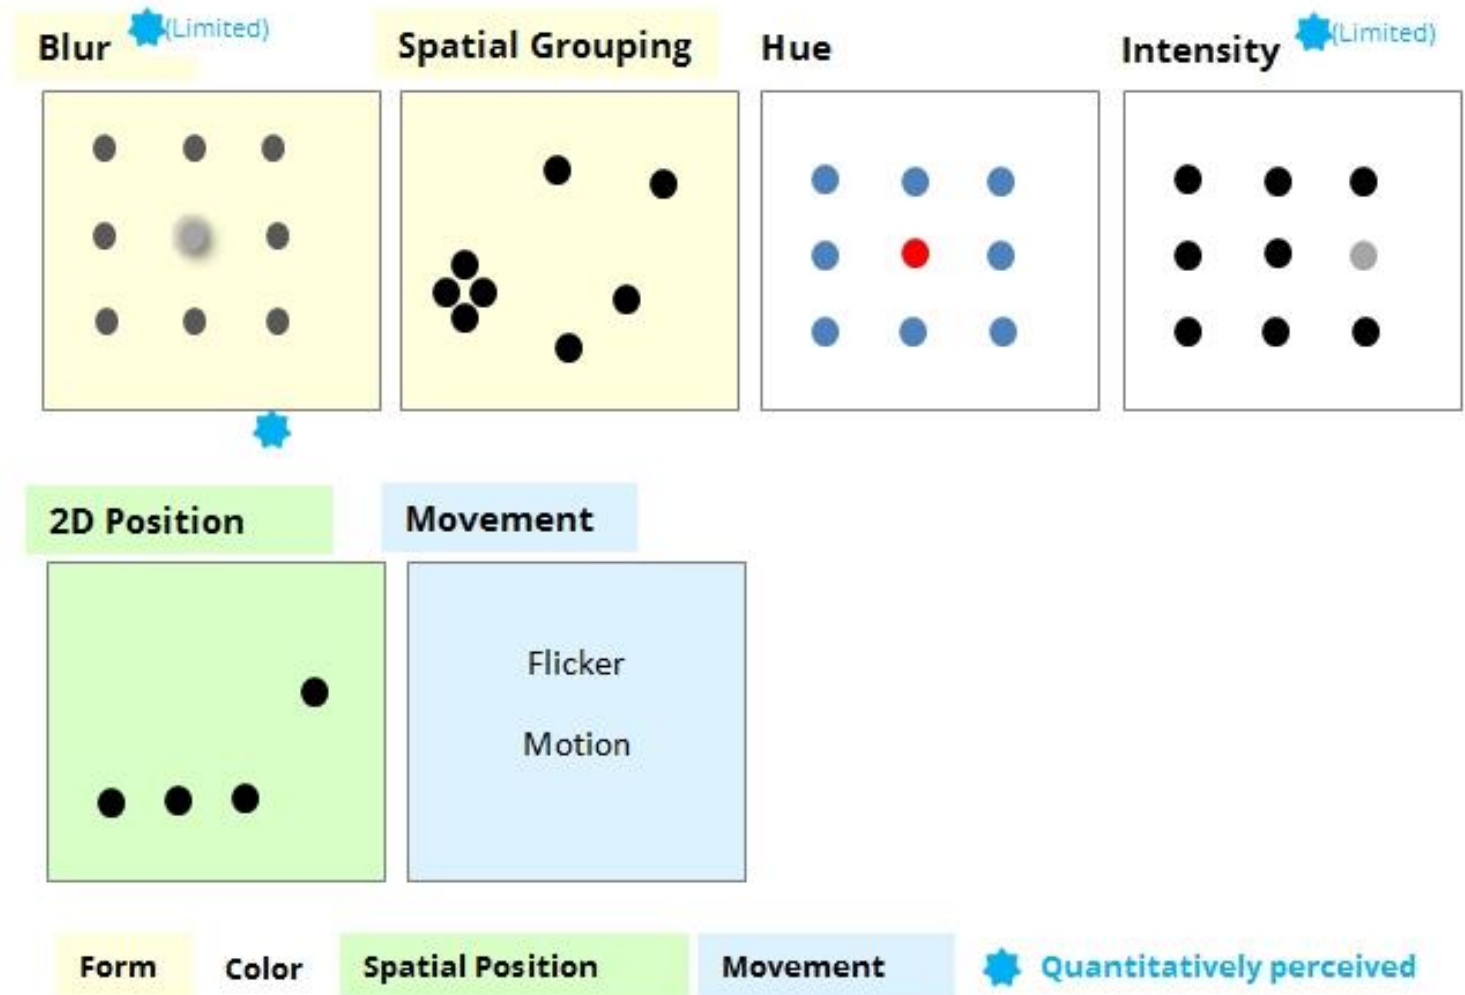 Blur (Limited)
Spatial Grouping
Hue
Intensity (Limited)
2D Position
Movement
Flicker
Motion
Form
Color
Spatial Position
Movement
Quantitatively perceived